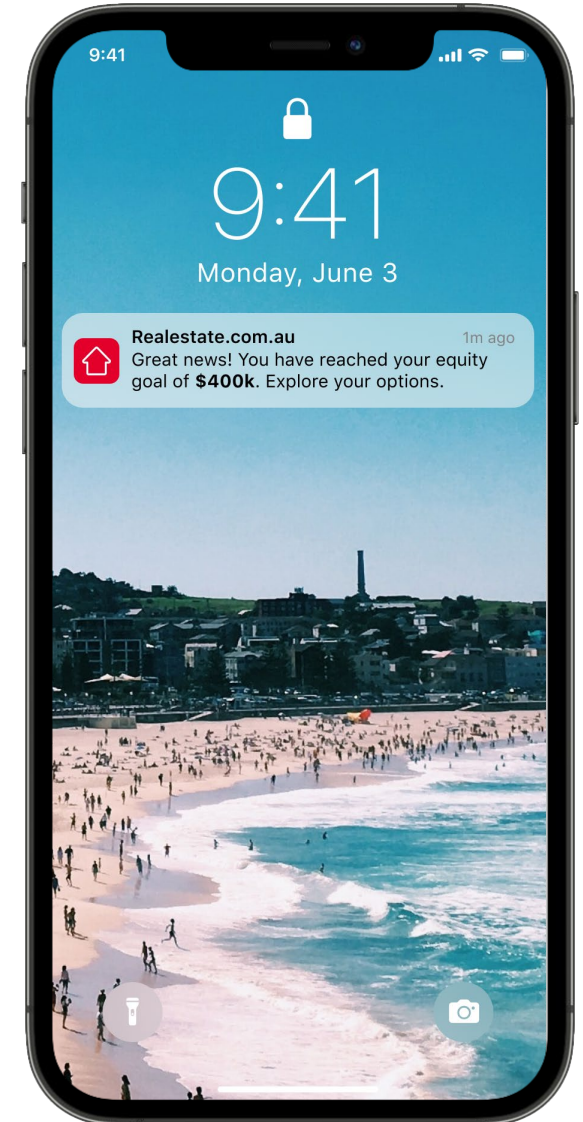 9:41
9:41
Monday, June 3
Realestate.com.au 1m ago
Great news! You have reached your equity
goal of $400k. Explore your options.